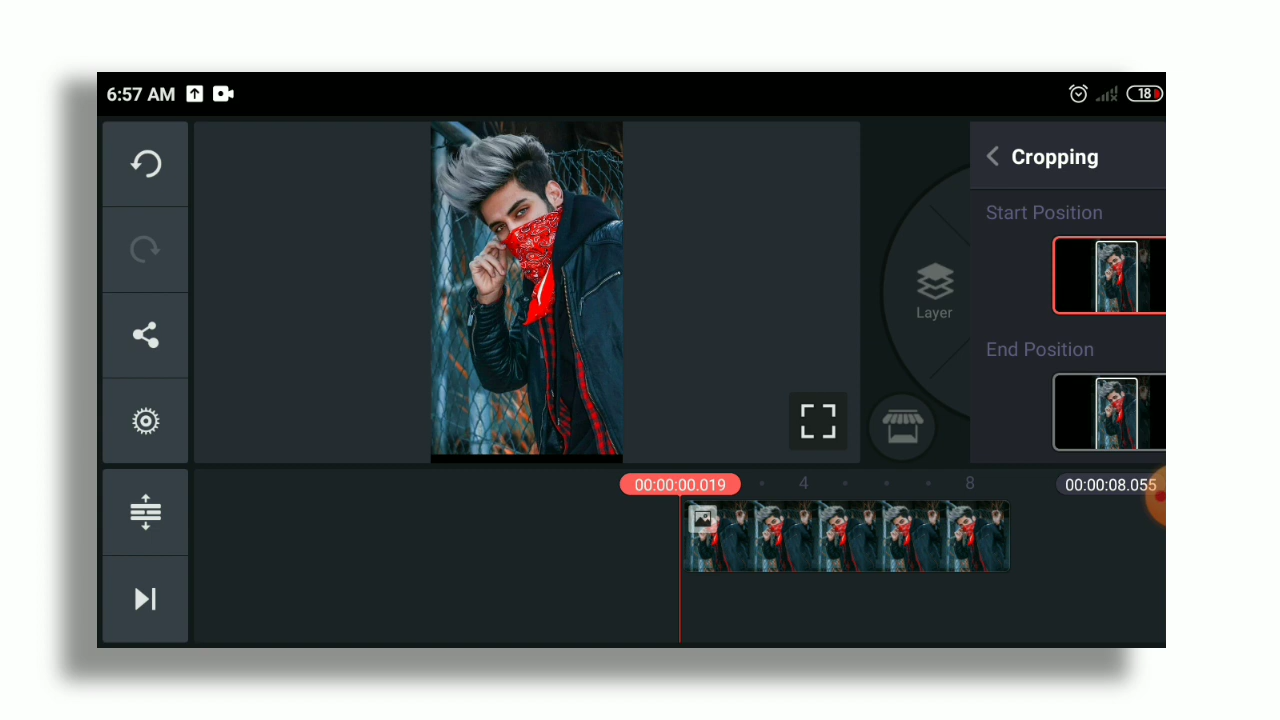 6:57 AM
18
Cropping
Start Position
Layer
End Position
00:00:00.019
4
8
00:00:08.055